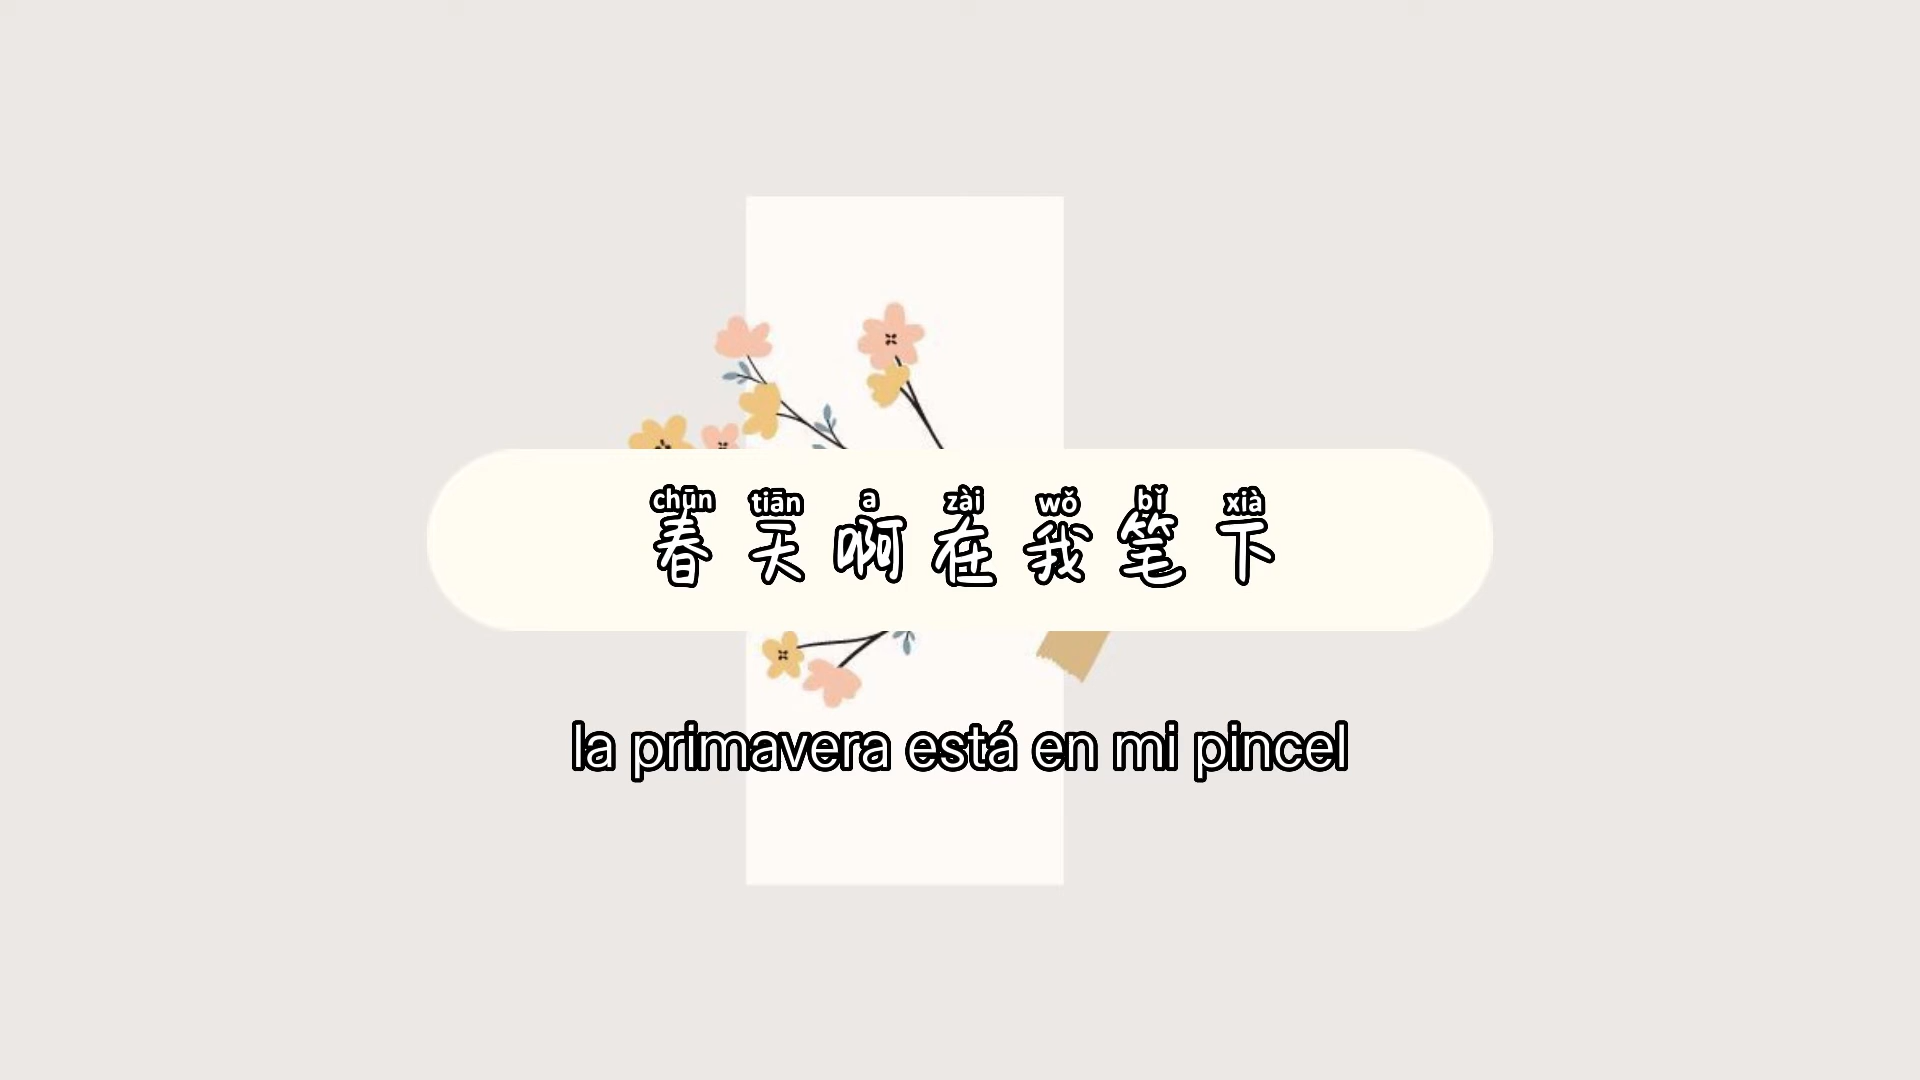 chūn tiān a zài wǒ bǐ xià
春天啊在我笔下
la primavera está en mi pincel